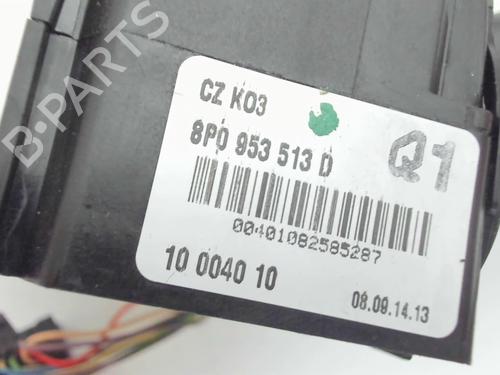 B-PARTS
CZ K03
8P0 953 513 D
Q1
00401082585287
10 0040 10
08.09.14.13